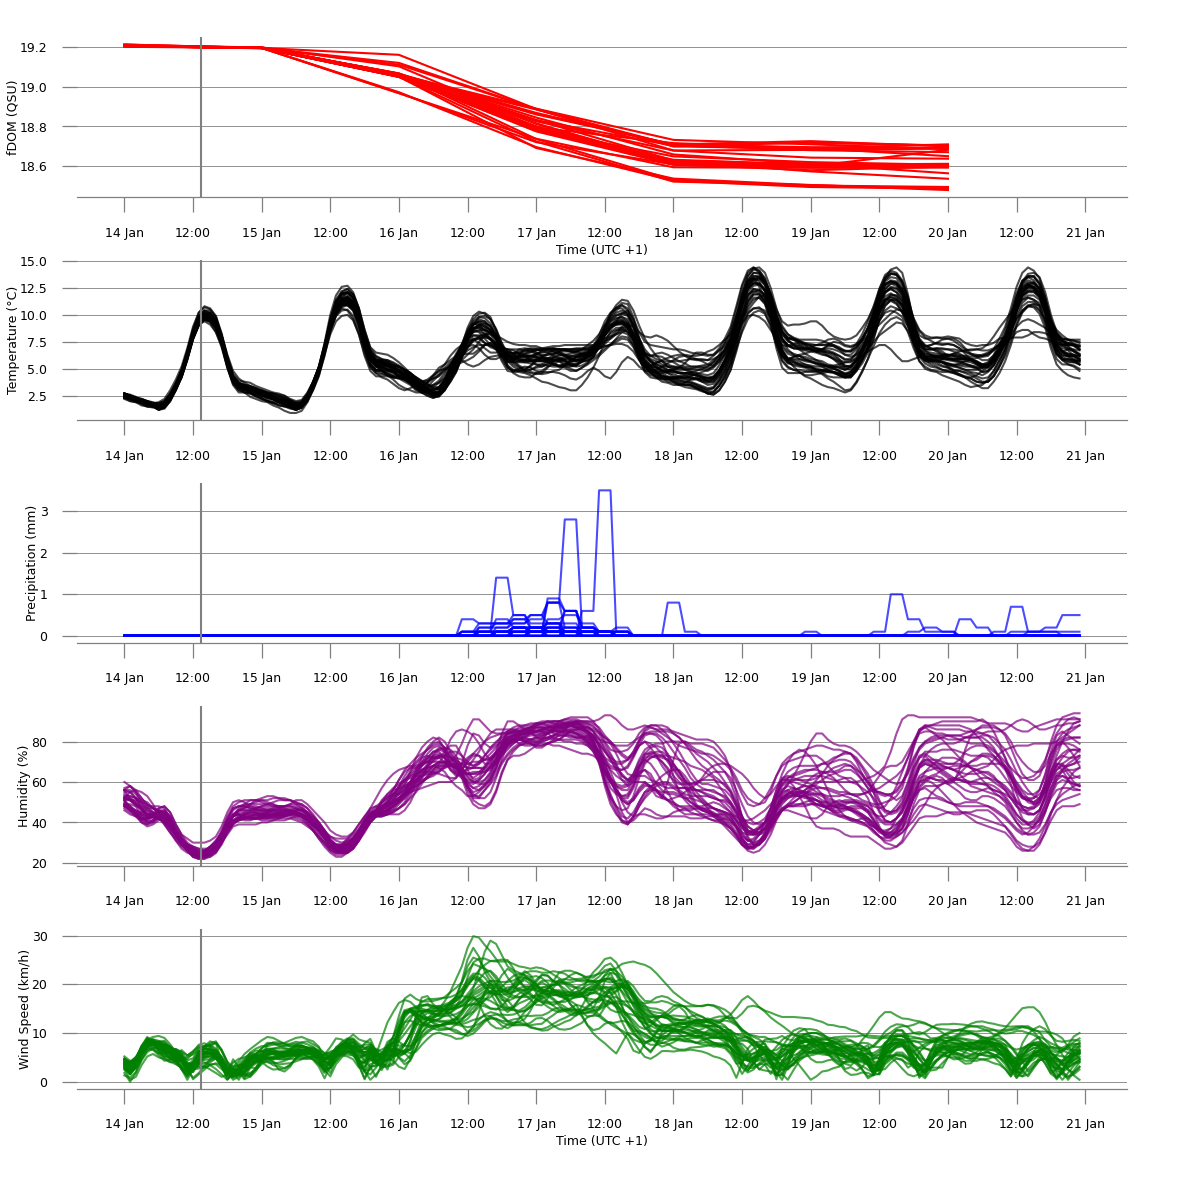 fDOM (QSU)
19.2
19.0
18.8
18.6
14 Jan 12:00 15 Jan 12:00 16 Jan 12:00 17 Jan 12:00 18 Jan 12:00 19 Jan 12:00 20 Jan 12:00 21 Jan
Time (UTC +1)
Temperature (°C)
15.0
12.5
10.0
7.5
5.0
2.5
14 Jan 12:00 15 Jan 12:00 16 Jan 12:00 17 Jan 12:00 18 Jan 12:00 19 Jan 12:00 20 Jan 12:00 21 Jan
Precipitation (mm)
3
2
1
0
14 Jan 12:00 15 Jan 12:00 16 Jan 12:00 17 Jan 12:00 18 Jan 12:00 19 Jan 12:00 20 Jan 12:00 21 Jan
Humidity (%)
80
60
40
20
14 Jan 12:00 15 Jan 12:00 16 Jan 12:00 17 Jan 12:00 18 Jan 12:00 19 Jan 12:00 20 Jan 12:00 21 Jan
Wind Speed (km/h)
30
20
10
0
14 Jan 12:00 15 Jan 12:00 16 Jan 12:00 17 Jan 12:00 18 Jan 12:00 19 Jan 12:00 20 Jan 12:00 21 Jan
Time (UTC +1)